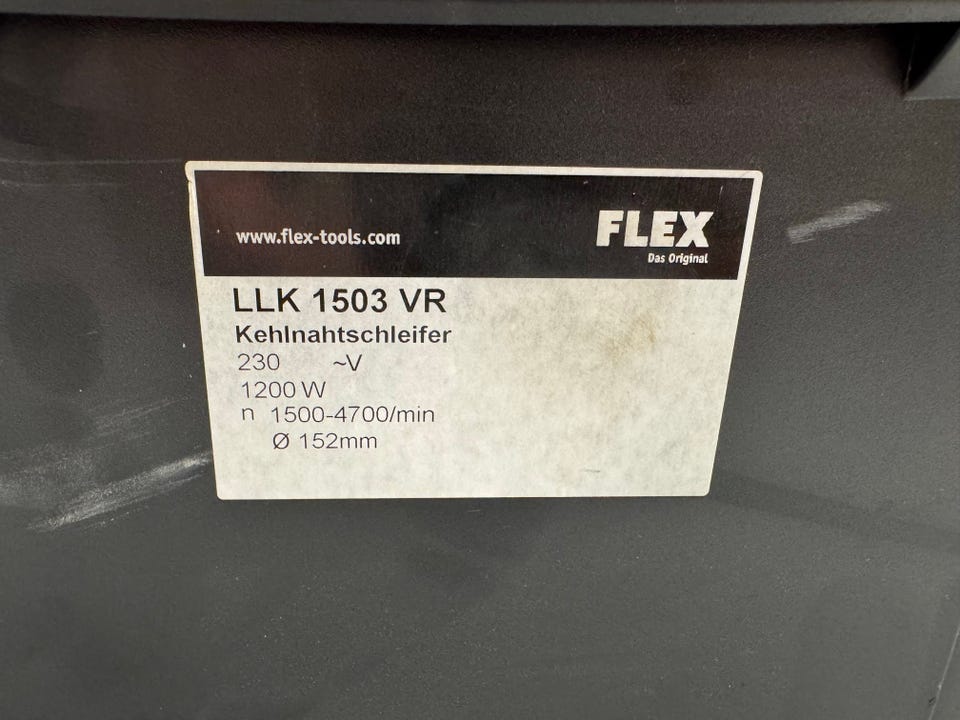 www.flex-tools.com
FLEX
Das Original
LLK 1503 VR
Kehlnahtschleifer
230 ~V
1200 W
n 1500-4700/min
Ø 152mm